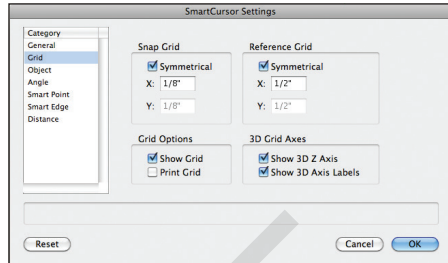 SmartCursor Settings
Category
General
Grid
Object
Angle
Smart Point
Smart Edge
Distance
Snap Grid
Symmetrical
X: 1/8"
Y: 1/8"
Reference Grid
Symmetrical
X: 1/2"
Y: 1/2"
Grid Options
Show Grid
Print Grid
3D Grid Axes
Show 3D Z Axis
Show 3D Axis Labels
Reset
Cancel
OK